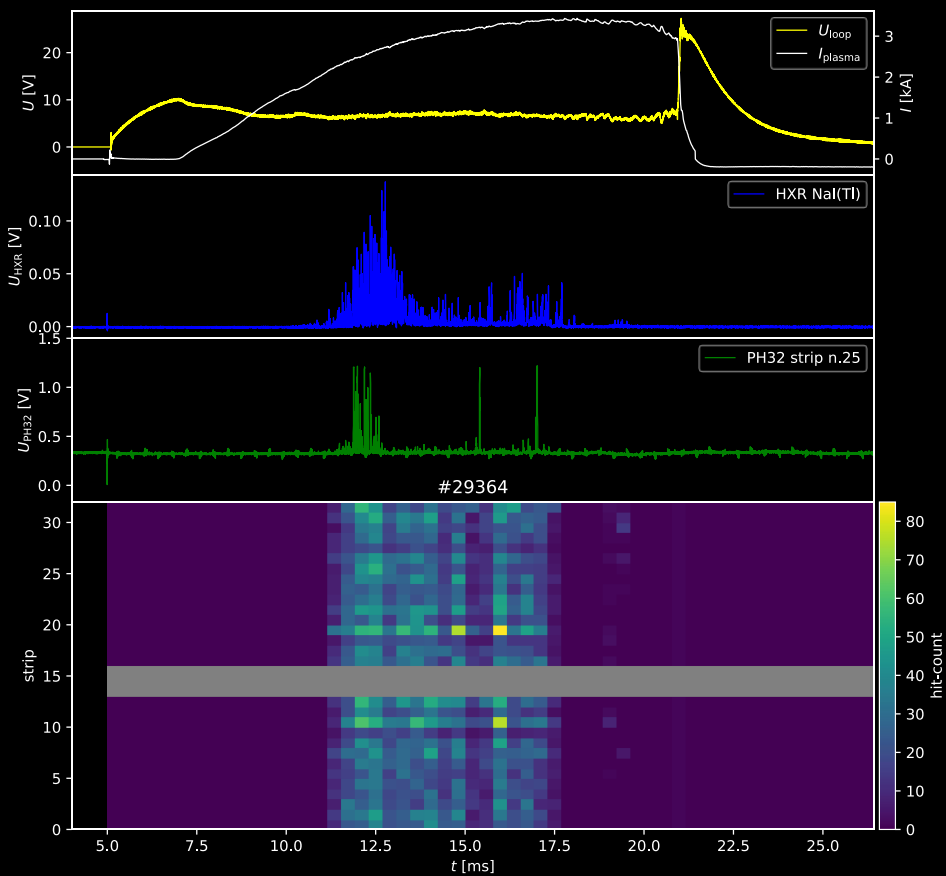 U_loop
I_plasma
U [V]
20
10
0
I [kA]
3
2
1
0
HXR NaI(Tl)
U_HXR [V]
0.10
0.05
0.00
PH32 strip n.25
U_PH32 [V]
1.5
1.0
0.5
0.0
#29364
strip
30
25
20
15
10
5
0
80
70
60
50
40
30
20
10
0
hit-count
5.0 7.5 10.0 12.5 15.0 17.5 20.0 22.5 25.0
t [ms]